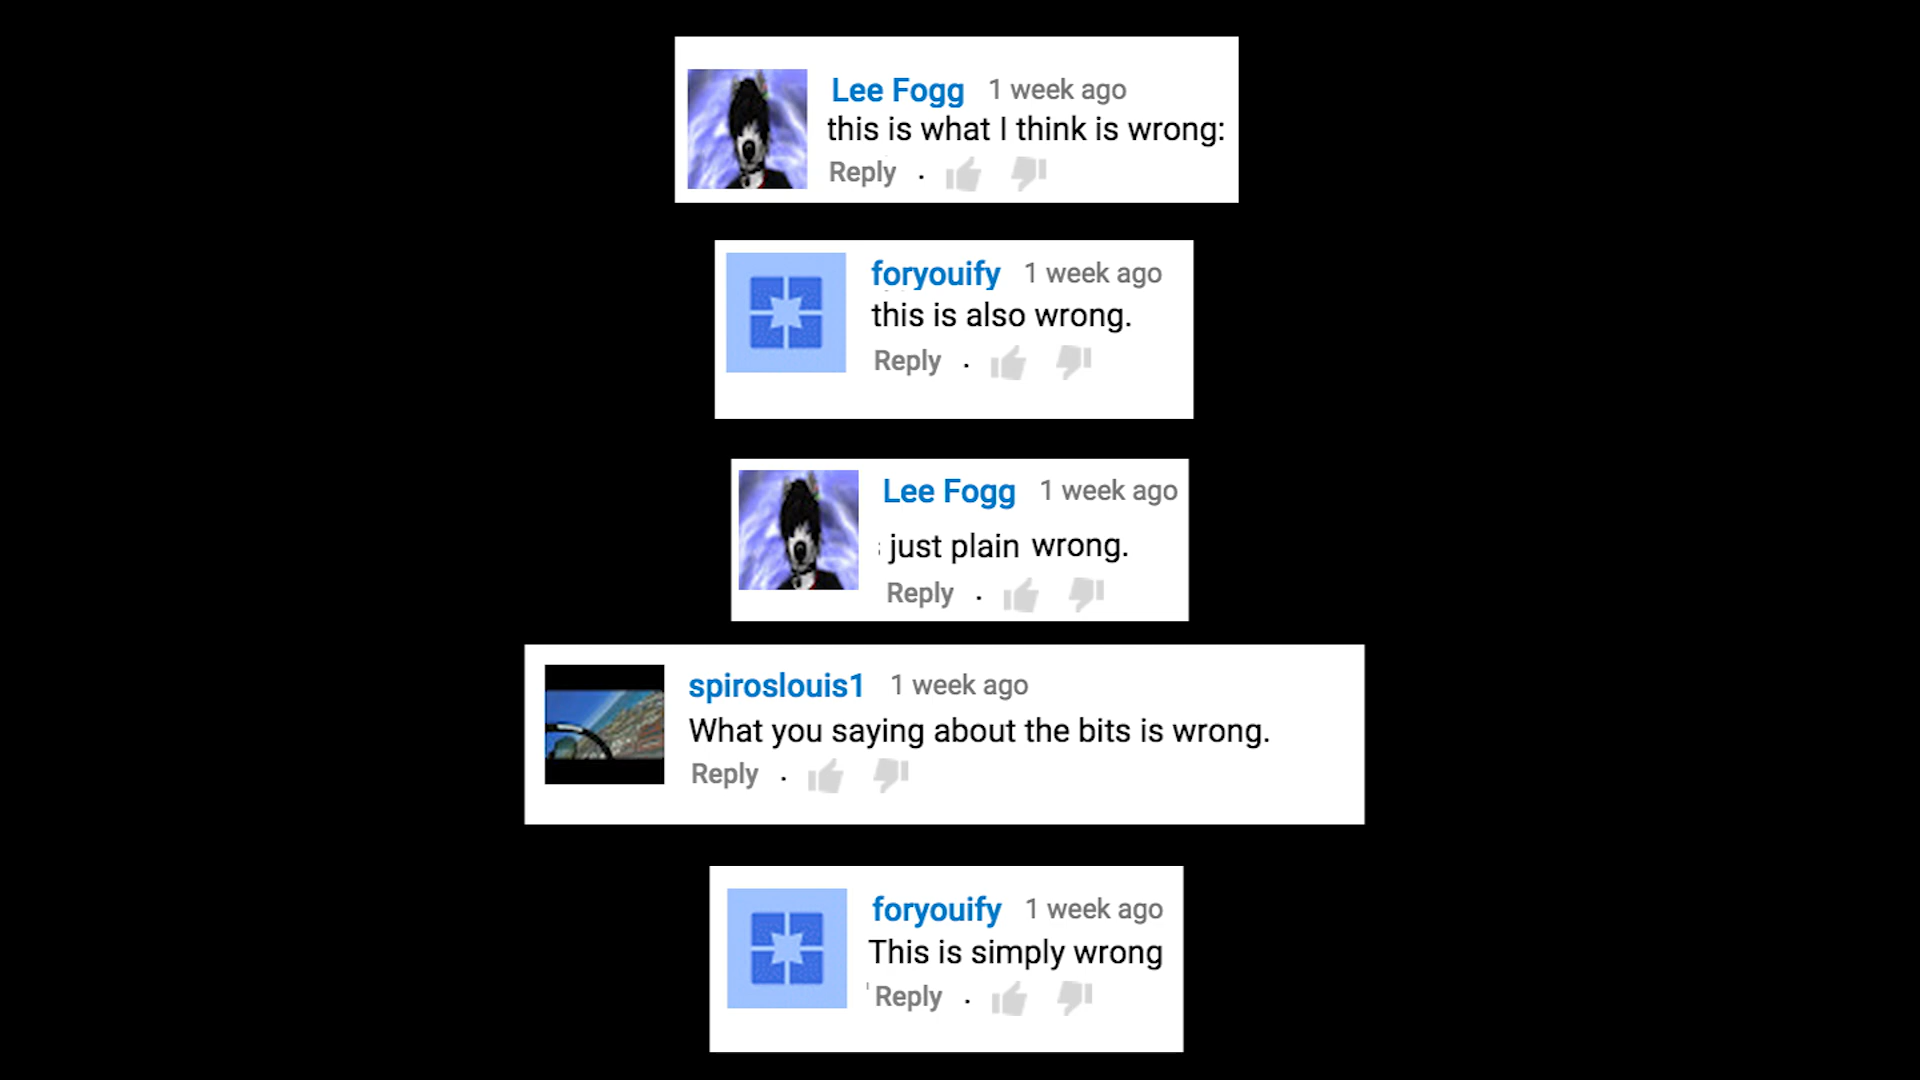 Lee Fogg 1 week ago
this is what I think is wrong:
Reply .
foryouify 1 week ago
this is also wrong.
Reply .
Lee Fogg 1 week ago
just plain wrong.
Reply .
spiroslouis1 1 week ago
What you saying about the bits is wrong.
Reply .
foryouify 1 week ago
This is simply wrong
Reply .